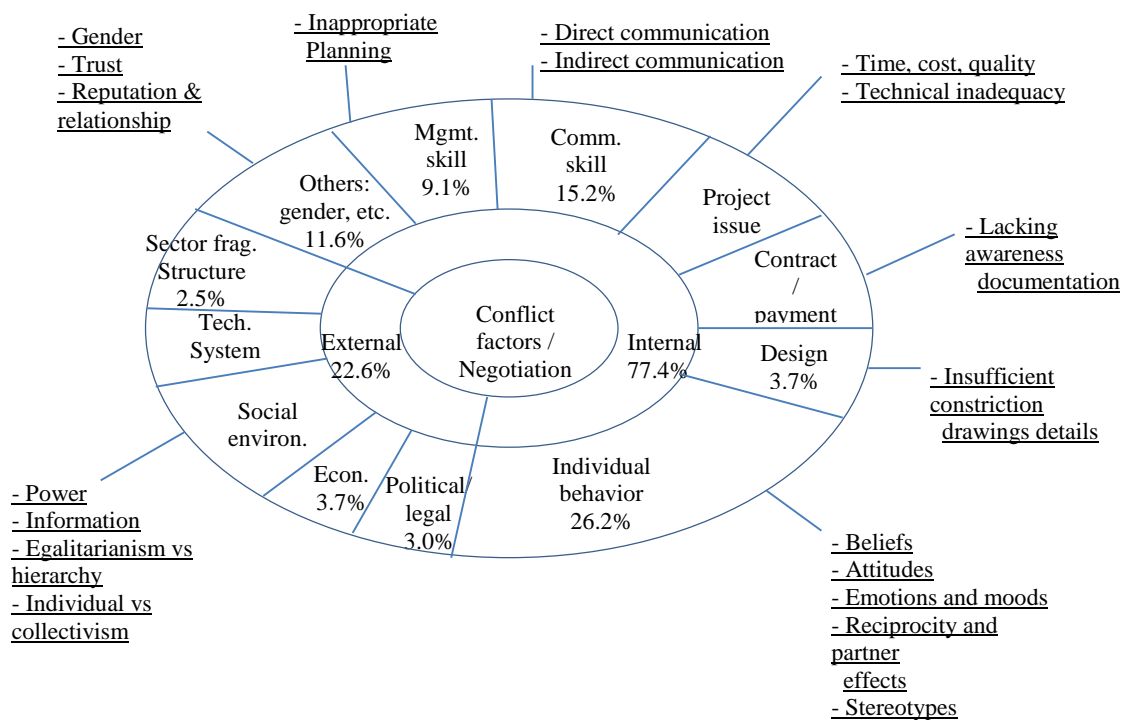 - Gender
- Trust
- Reputation &
relationship
- Inappropriate
Planning
- Direct communication
- Indirect communication
- Time, cost, quality
- Technical inadequacy
Mgmt.
skill
9.1%
Comm.
skill
15.2%
Others:
gender, etc.
11.6%
Project
issue
Sector frag.
Structure
2.5%
Contract
/
payment
- Lacking
awareness
documentation
Tech.
System
External
22.6%
Conflict
factors /
Negotiation
Internal
77.4%
Design
3.7%
- Insufficient
constriction
drawings details
Social
environ.
Econ.
3.7%
Political/
legal
3.0%
Individual
behavior
26.2%
- Power
- Information
- Egalitarianism vs
hierarchy
- Individual vs
collectivism
- Beliefs
- Attitudes
- Emotions and moods
- Reciprocity and
partner
effects
- Stereotypes